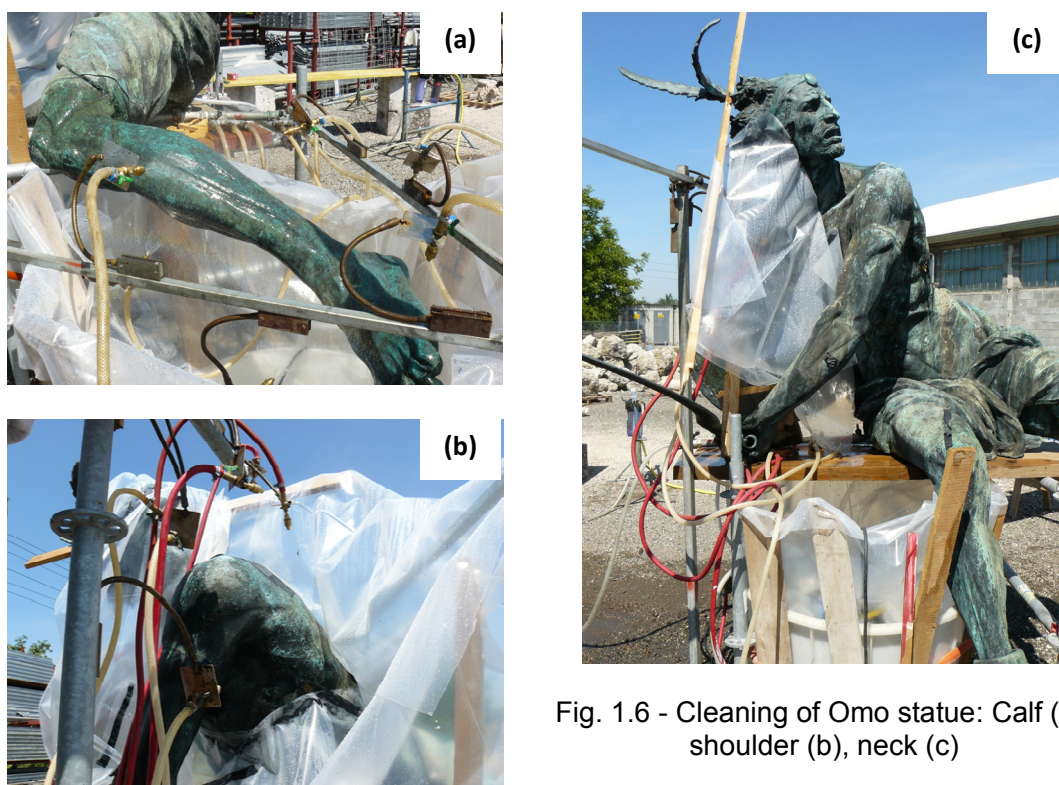 (a)
(c)
(b)
Fig. 1.6 - Cleaning of Omo statue: Calf (
shoulder (b), neck (c)